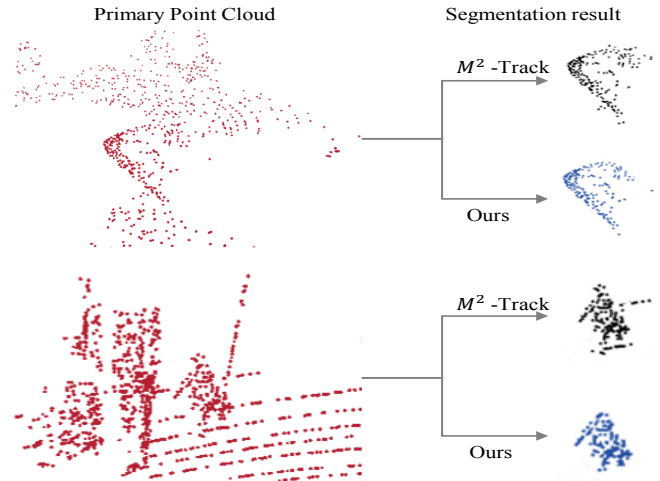 Primary Point Cloud
Segmentation result
M² -Track
Ours
M² -Track
Ours